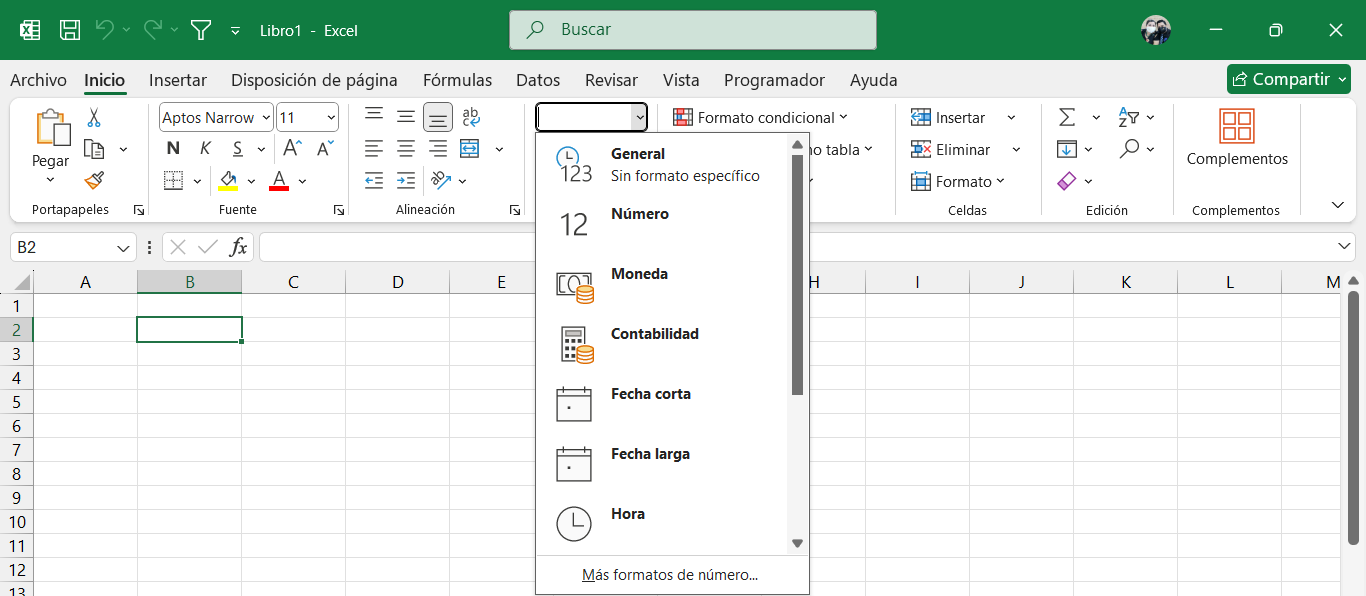 Libro1 - Excel
Buscar
Archivo Inicio Insertar Disposición de página Fórmulas Datos Revisar Vista Programador Ayuda Compartir
Pegar
Portapapeles
Aptos Narrow 11
N K S A A
A
Fuente
ab
Alineación
General
Sin formato específico
123
Número
12
Moneda
Contabilidad
Fecha corta
Fecha larga
Hora
Más formatos de número...
Formato condicional
no tabla
Insertar
Eliminar
Formato
Celdas
Edición
Complementos
Complementos
B2 fx
A B C D E H I J K L M
1
2
3
4
5
6
7
8
9
10
11
12
13